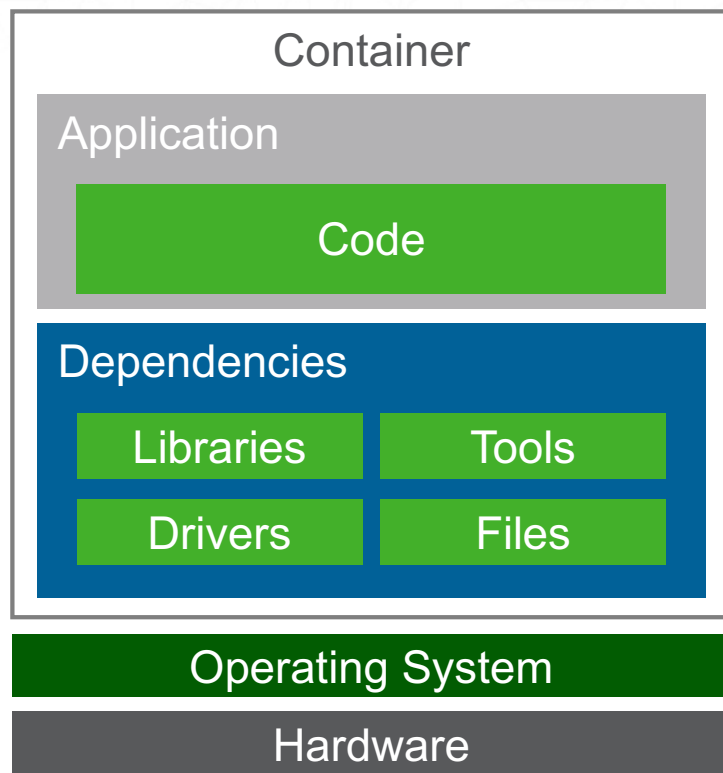 Container
Application
Code
Dependencies
Libraries
Tools
Drivers
Files
Operating System
Hardware